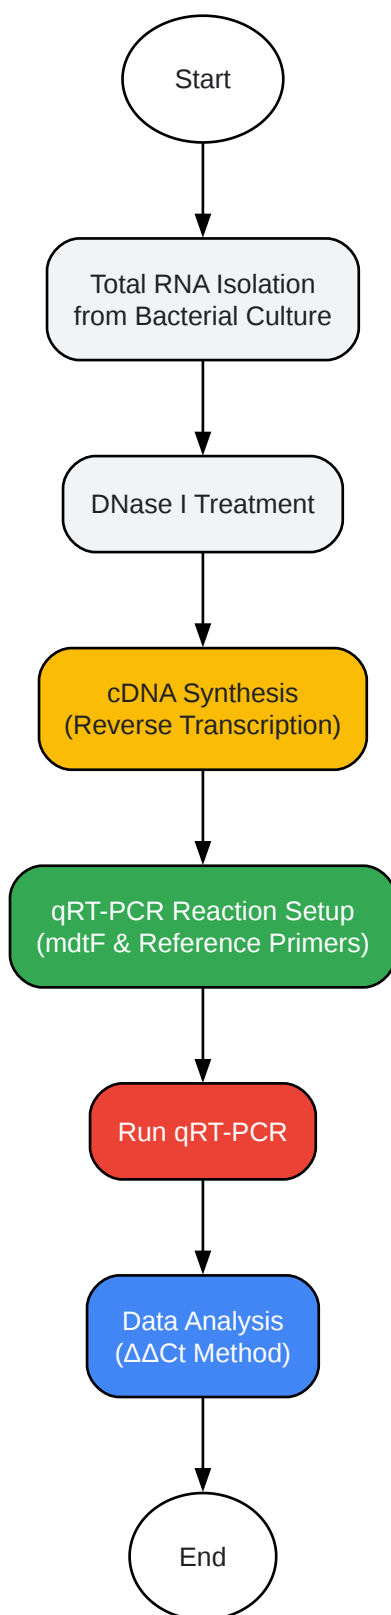 Start
Total RNA Isolation
from Bacterial Culture
DNase I Treatment
cDNA Synthesis
(Reverse Transcription)
qRT-PCR Reaction Setup
(mdtF & Reference Primers)
Run qRT-PCR
Data Analysis
(ΔΔCt Method)
End